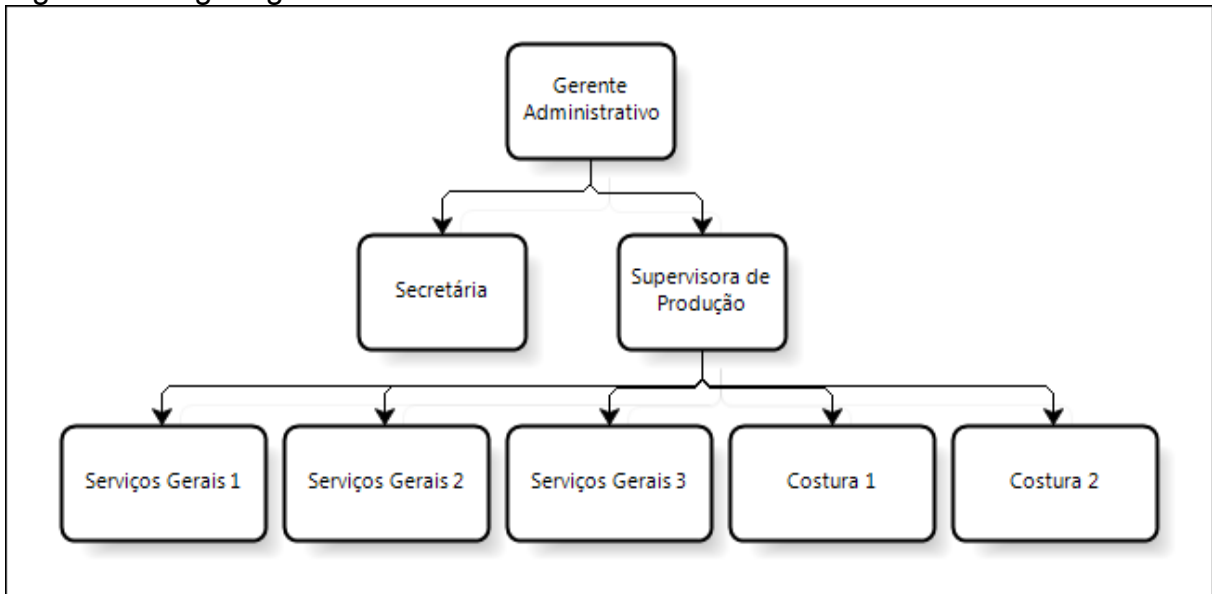 Gerente
Administrativo
Secretária
Supervisora de
Produção
Serviços Gerais 1
Serviços Gerais 2
Serviços Gerais 3
Costura 1
Costura 2